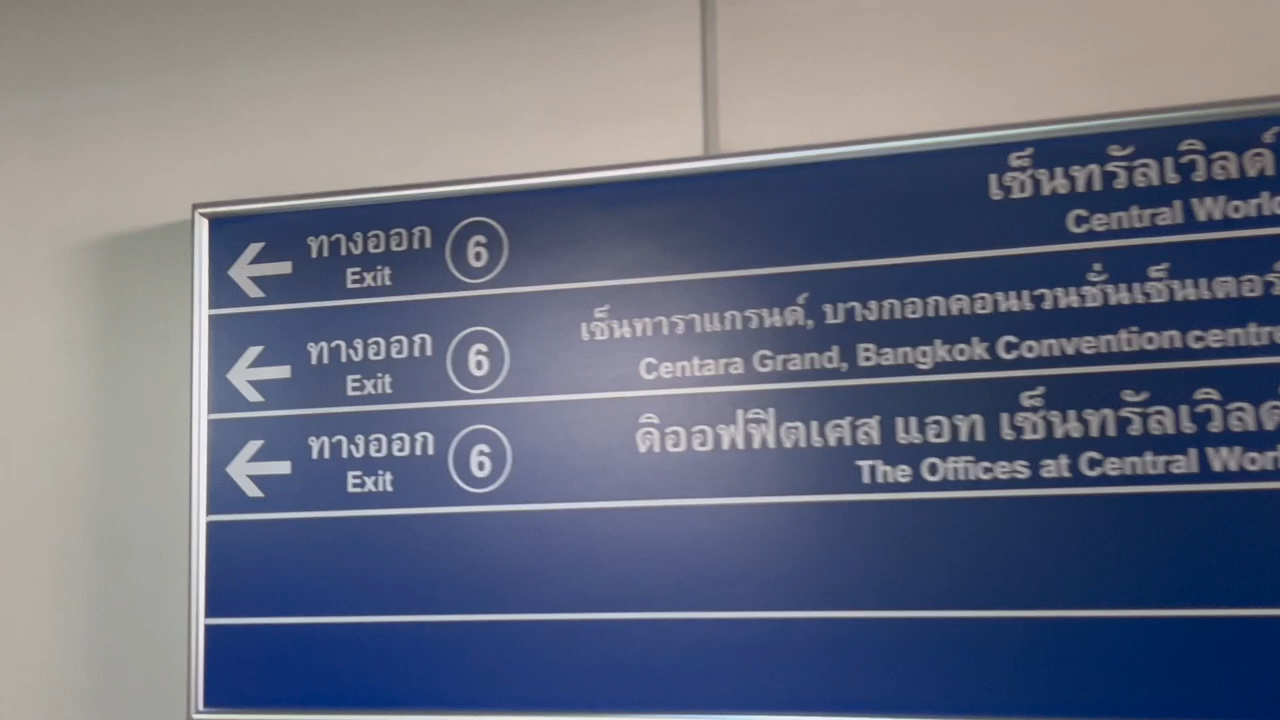 ทางออก 6 เซ็นทรัลเวิลด์
Exit Central World
ทางออก 6 เซ็นทาราแกรนด์, บางกอกคอนเวนชั่นเซ็นเตอร์
Exit Centara Grand, Bangkok Convention centre
ทางออก 6 ดิออฟฟิตเศส แอท เซ็นทรัลเวิลด์
Exit The Offices at Central World